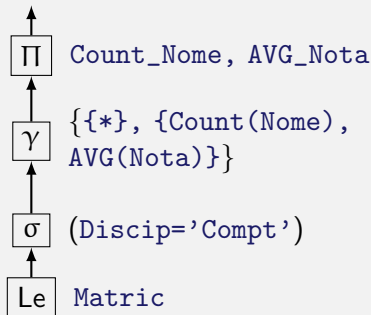 Π Count_Nome, AVG_Nota
γ {{*}, {Count(Nome),
AVG(Nota)}}
σ (Discip='Compt')
Le Matric